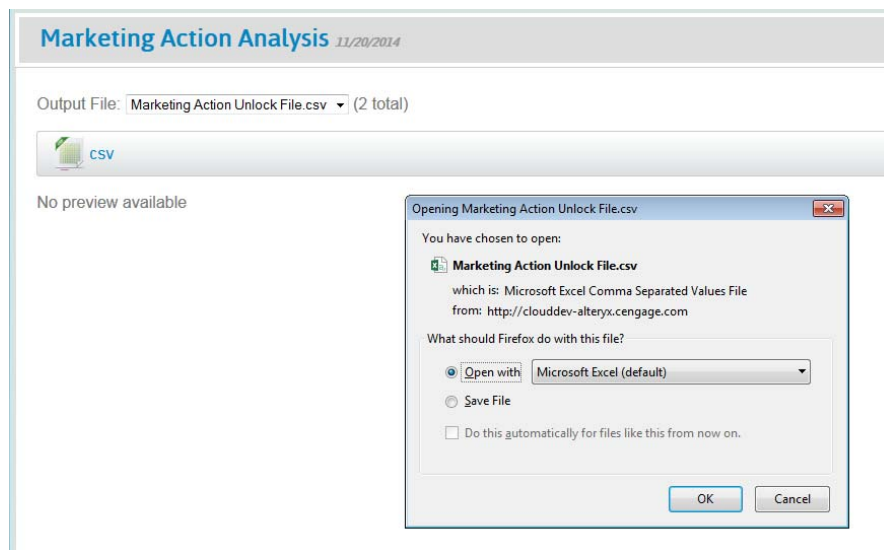 Marketing Action Analysis 11/20/2014
Output File: Marketing Action Unlock File.csv (2 total)
csv
No preview available
Opening Marketing Action Unlock File.csv
You have chosen to open:
Marketing Action Unlock File.csv
which is: Microsoft Excel Comma Separated Values File
from: http://clouddev-alteryx.cengage.com
What should Firefox do with this file?
Open with Microsoft Excel (default)
Save File
Do this automatically for files like this from now on.
OK Cancel